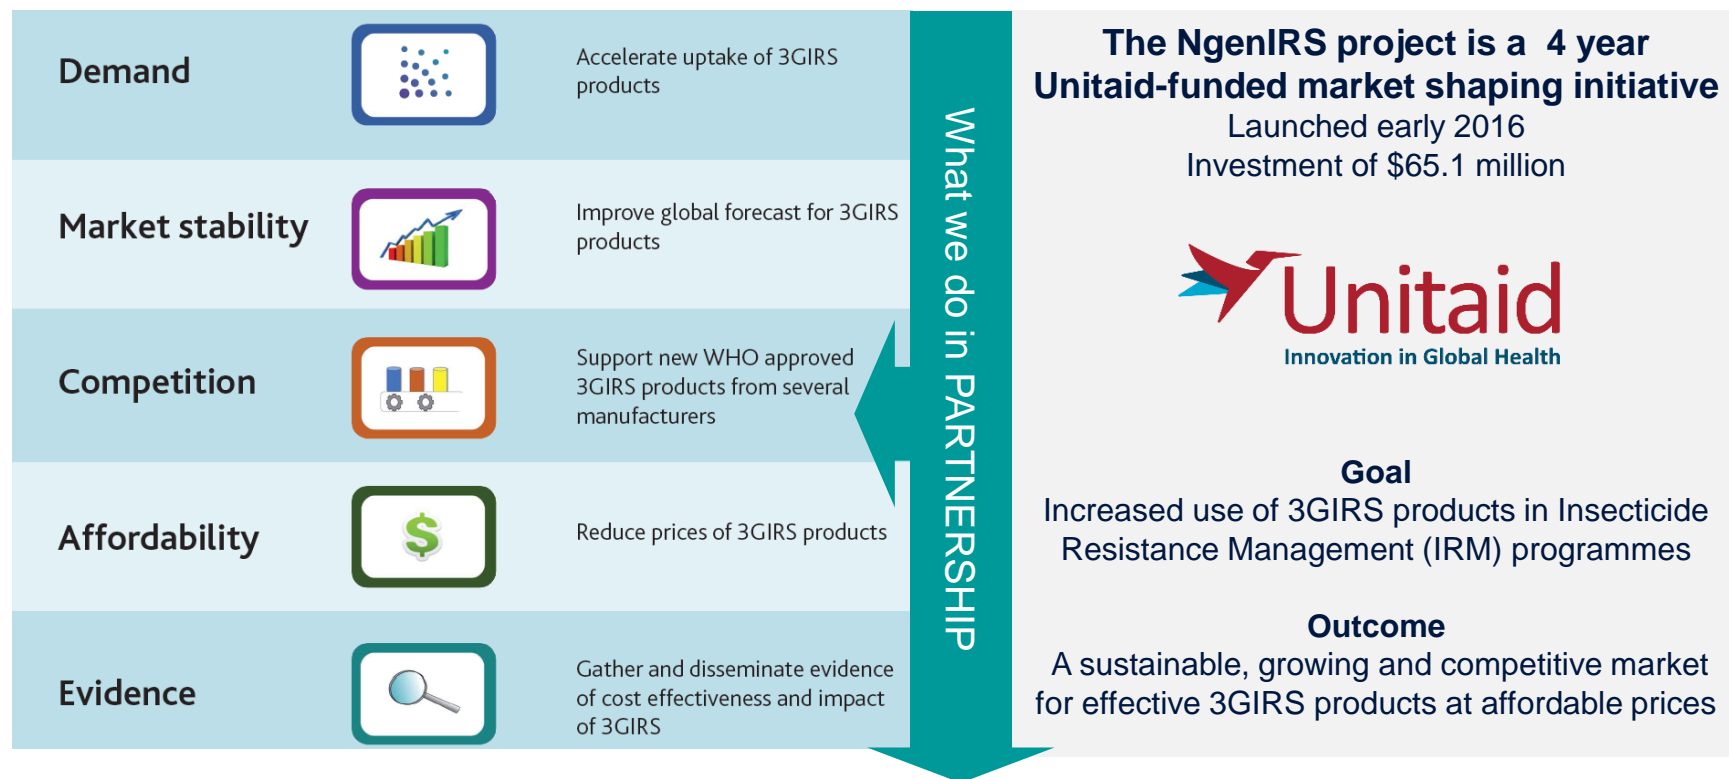 Demand
Accelerate uptake of 3GIRS
products
Market stability
Improve global forecast for 3GIRS
products
Competition
Support new WHO approved
3GIRS products from several
manufacturers
Affordability
$
Reduce prices of 3GIRS products
Evidence
Gather and disseminate evidence
of cost effectiveness and impact
of 3GIRS
What we do in PARTNERSHIP
The NgenIRS project is a 4 year
Unitaid-funded market shaping initiative
Launched early 2016
Investment of $65.1 million
Unitaid
Innovation in Global Health
Goal
Increased use of 3GIRS products in Insecticide
Resistance Management (IRM) programmes
Outcome
A sustainable, growing and competitive market
for effective 3GIRS products at affordable prices